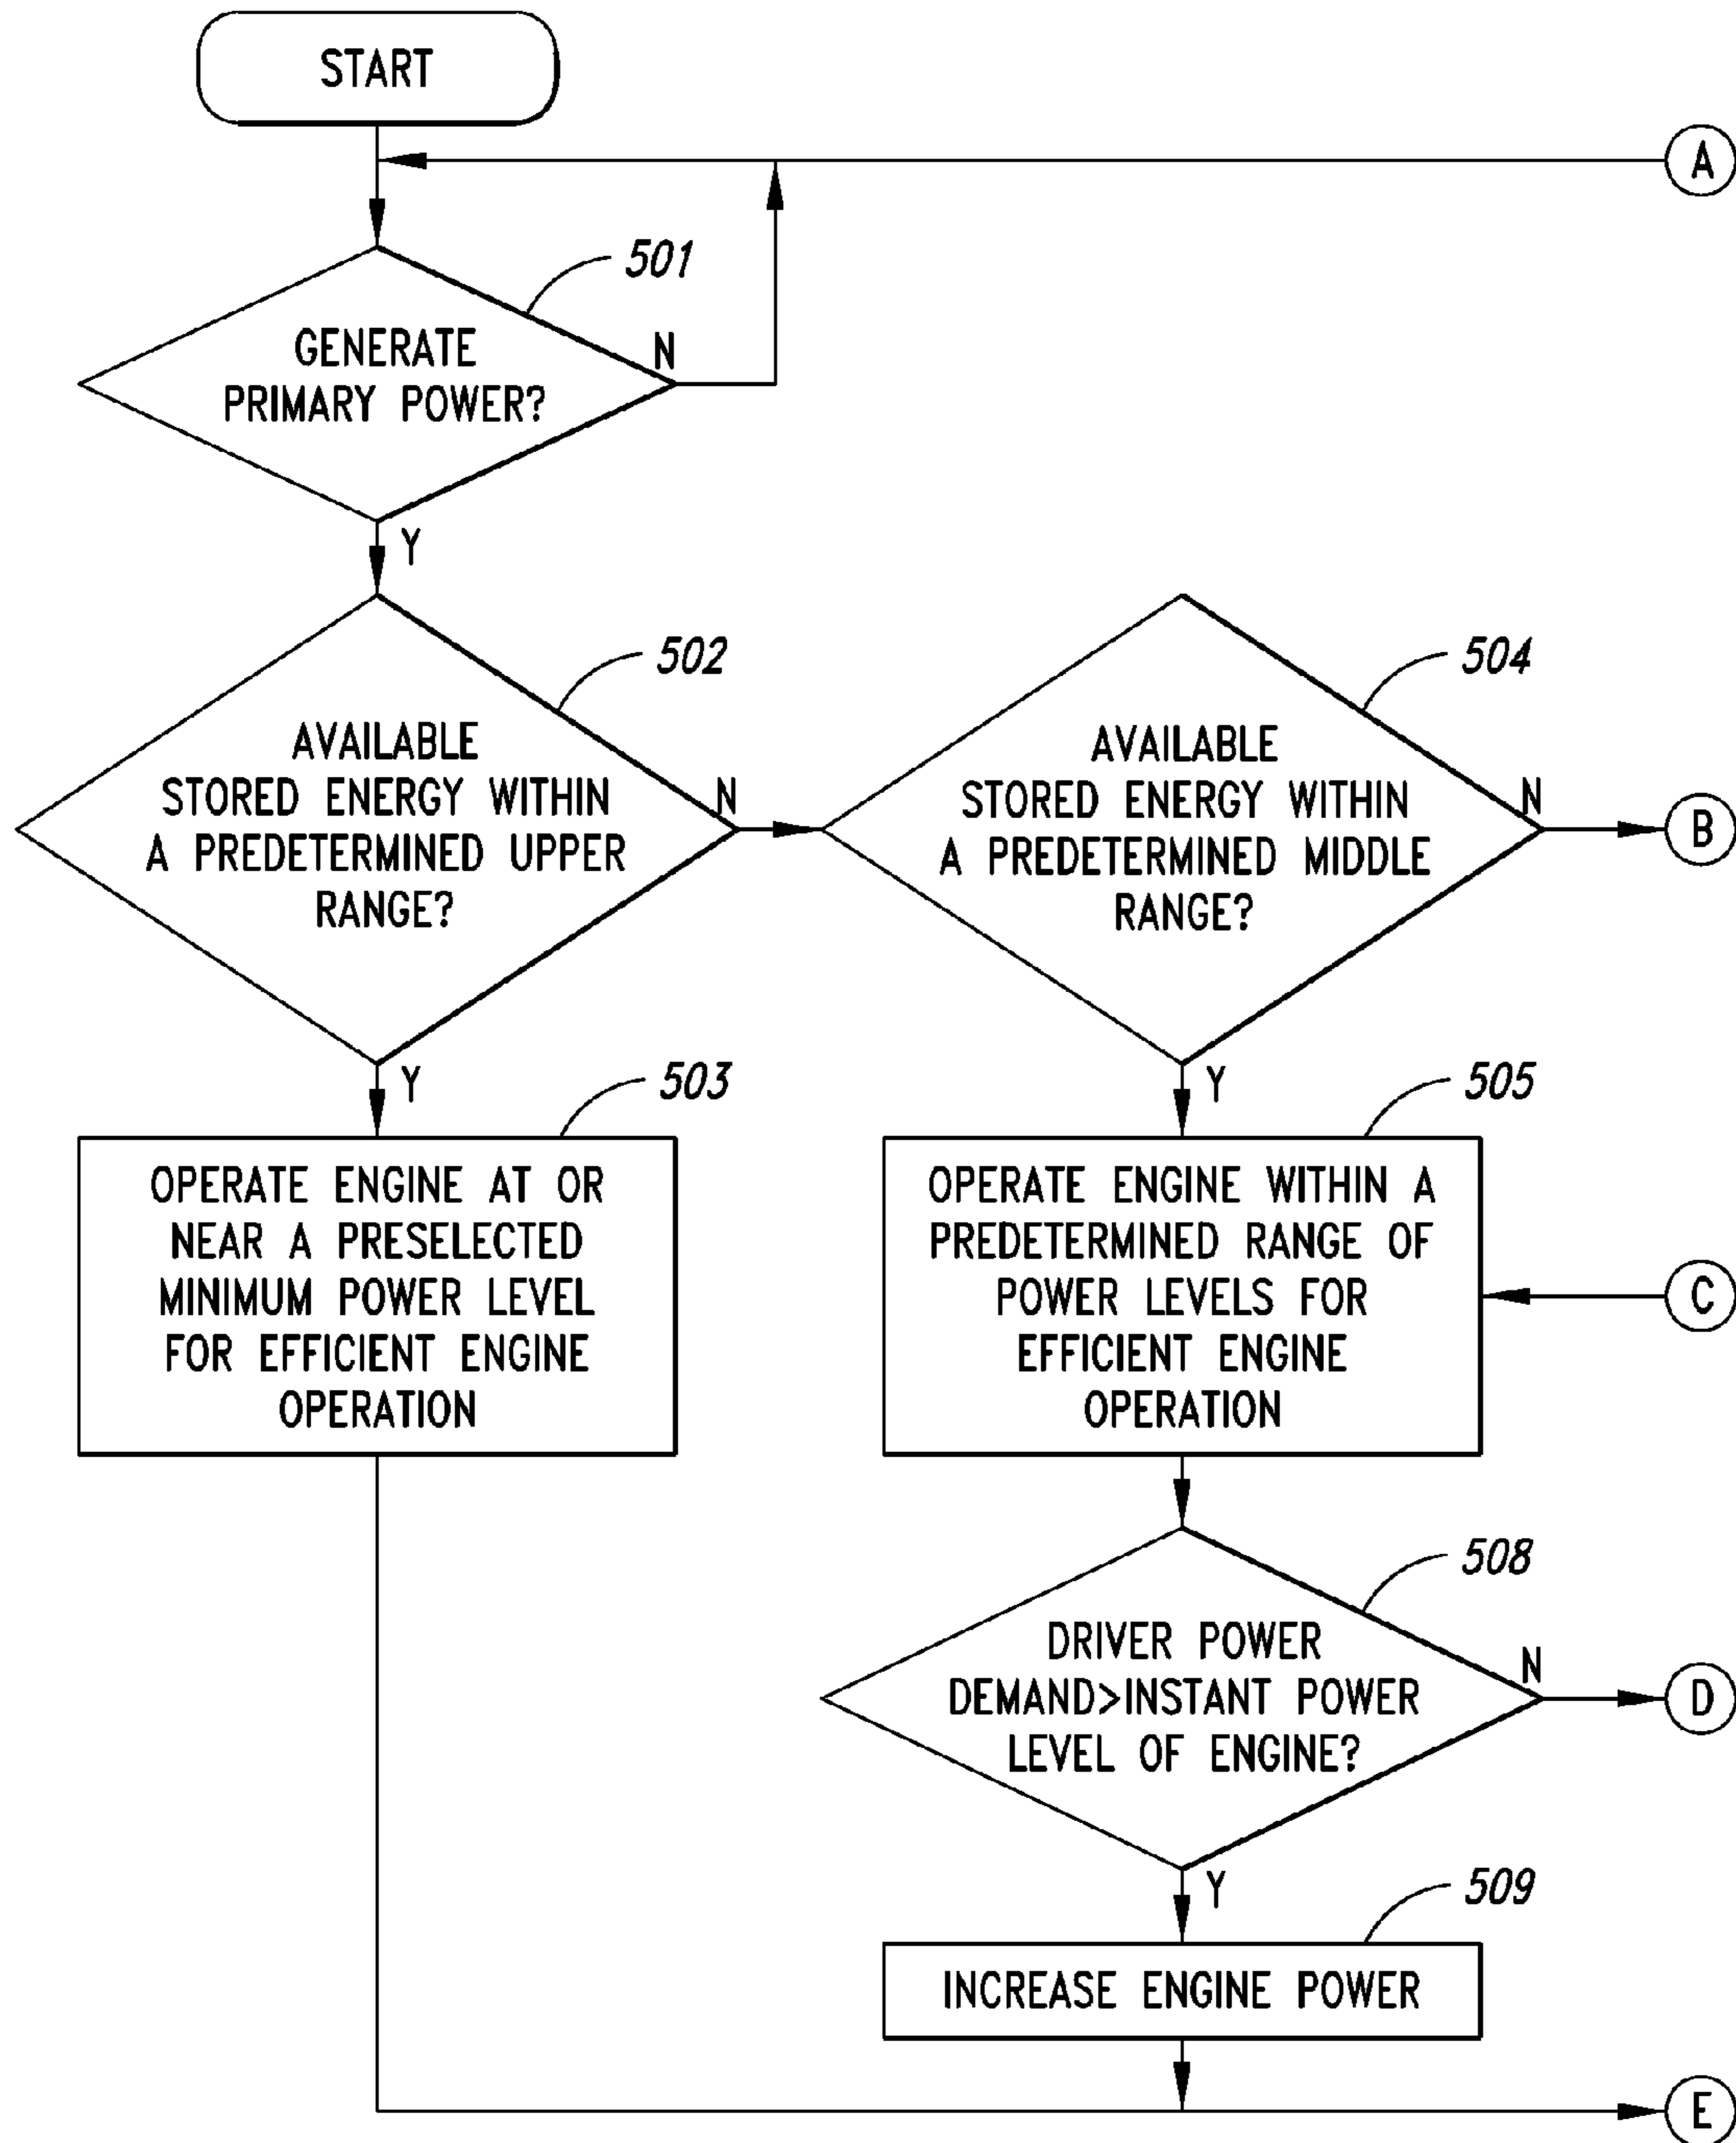 START
A
501
GENERATE
PRIMARY POWER?
N
Y
502
AVAILABLE
STORED ENERGY WITHIN
A PREDETERMINED UPPER
RANGE?
N
Y
504
AVAILABLE
STORED ENERGY WITHIN
A PREDETERMINED MIDDLE
RANGE?
N
B
Y
503
OPERATE ENGINE AT OR
NEAR A PRESELECTED
MINIMUM POWER LEVEL
FOR EFFICIENT ENGINE
OPERATION
505
OPERATE ENGINE WITHIN A
PREDETERMINED RANGE OF
POWER LEVELS FOR
EFFICIENT ENGINE
OPERATION
C
508
DRIVER POWER
DEMAND>INSTANT POWER
LEVEL OF ENGINE?
N
D
Y
509
INCREASE ENGINE POWER
E